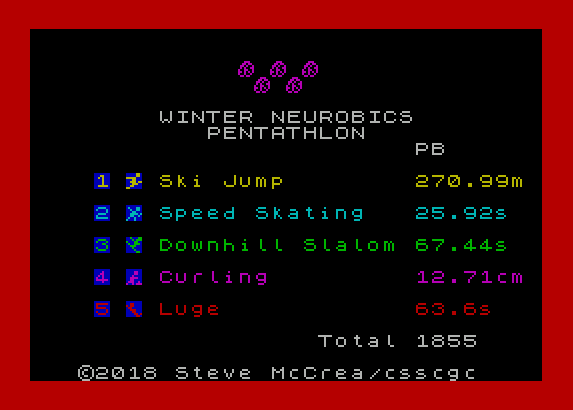 WINTER NEUROBICS
PENTATHLON
PB
1 Ski Jump 270.99m
2 Speed Skating 25.92s
3 Downhill Slalom 67.44s
4 Curling 12.71cm
5 Luge 63.6s
Total 1855
©2018 Steve McCrea/csscgc